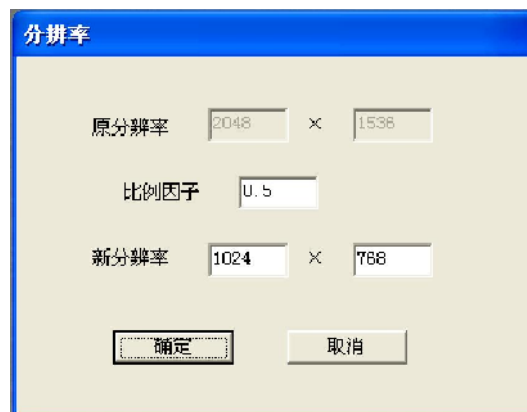 分辨率
原分辨率 2048 × 1536
比例因子 0.5
新分辨率 1024 × 768
确定 取消